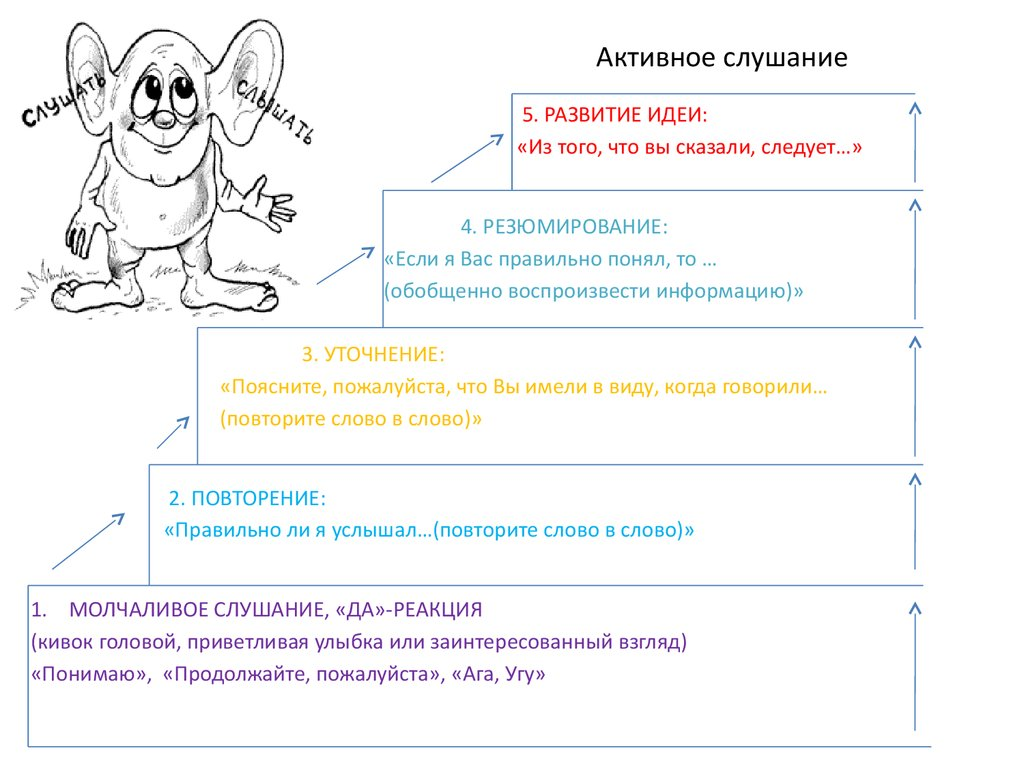 СЛУШАТЬ
СЛЫШАТЬ
Активное слушание
5. РАЗВИТИЕ ИДЕИ:
«Из того, что вы сказали, следует…»
4. РЕЗЮМИРОВАНИЕ:
«Если я Вас правильно понял, то …
(обобщенно воспроизвести информацию)»
3. УТОЧНЕНИЕ:
«Поясните, пожалуйста, что Вы имели в виду, когда говорили…
(повторите слово в слово)»
2. ПОВТОРЕНИЕ:
«Правильно ли я услышал…(повторите слово в слово)»
1. МОЛЧАЛИВОЕ СЛУШАНИЕ, «ДА»-РЕАКЦИЯ
(кивок головой, приветливая улыбка или заинтересованный взгляд)
«Понимаю», «Продолжайте, пожалуйста», «Ага, Угу»